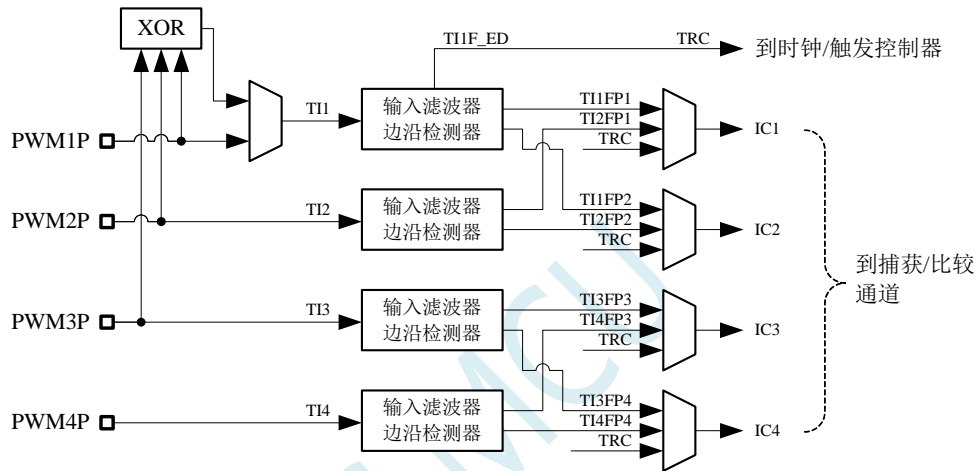 XOR
TI1F_ED
TRC
到时钟/触发控制器
PWM1P
TI1
输入滤波器
边沿检测器
TI1FP1
TI2FP1
TRC
IC1
PWM2P
TI2
输入滤波器
边沿检测器
TI1FP2
TI2FP2
TRC
IC2
到捕获/比较
通道
PWM3P
TI3
输入滤波器
边沿检测器
TI3FP3
TI4FP3
TRC
IC3
PWM4P
TI4
输入滤波器
边沿检测器
TI3FP4
TI4FP4
TRC
IC4
MCU